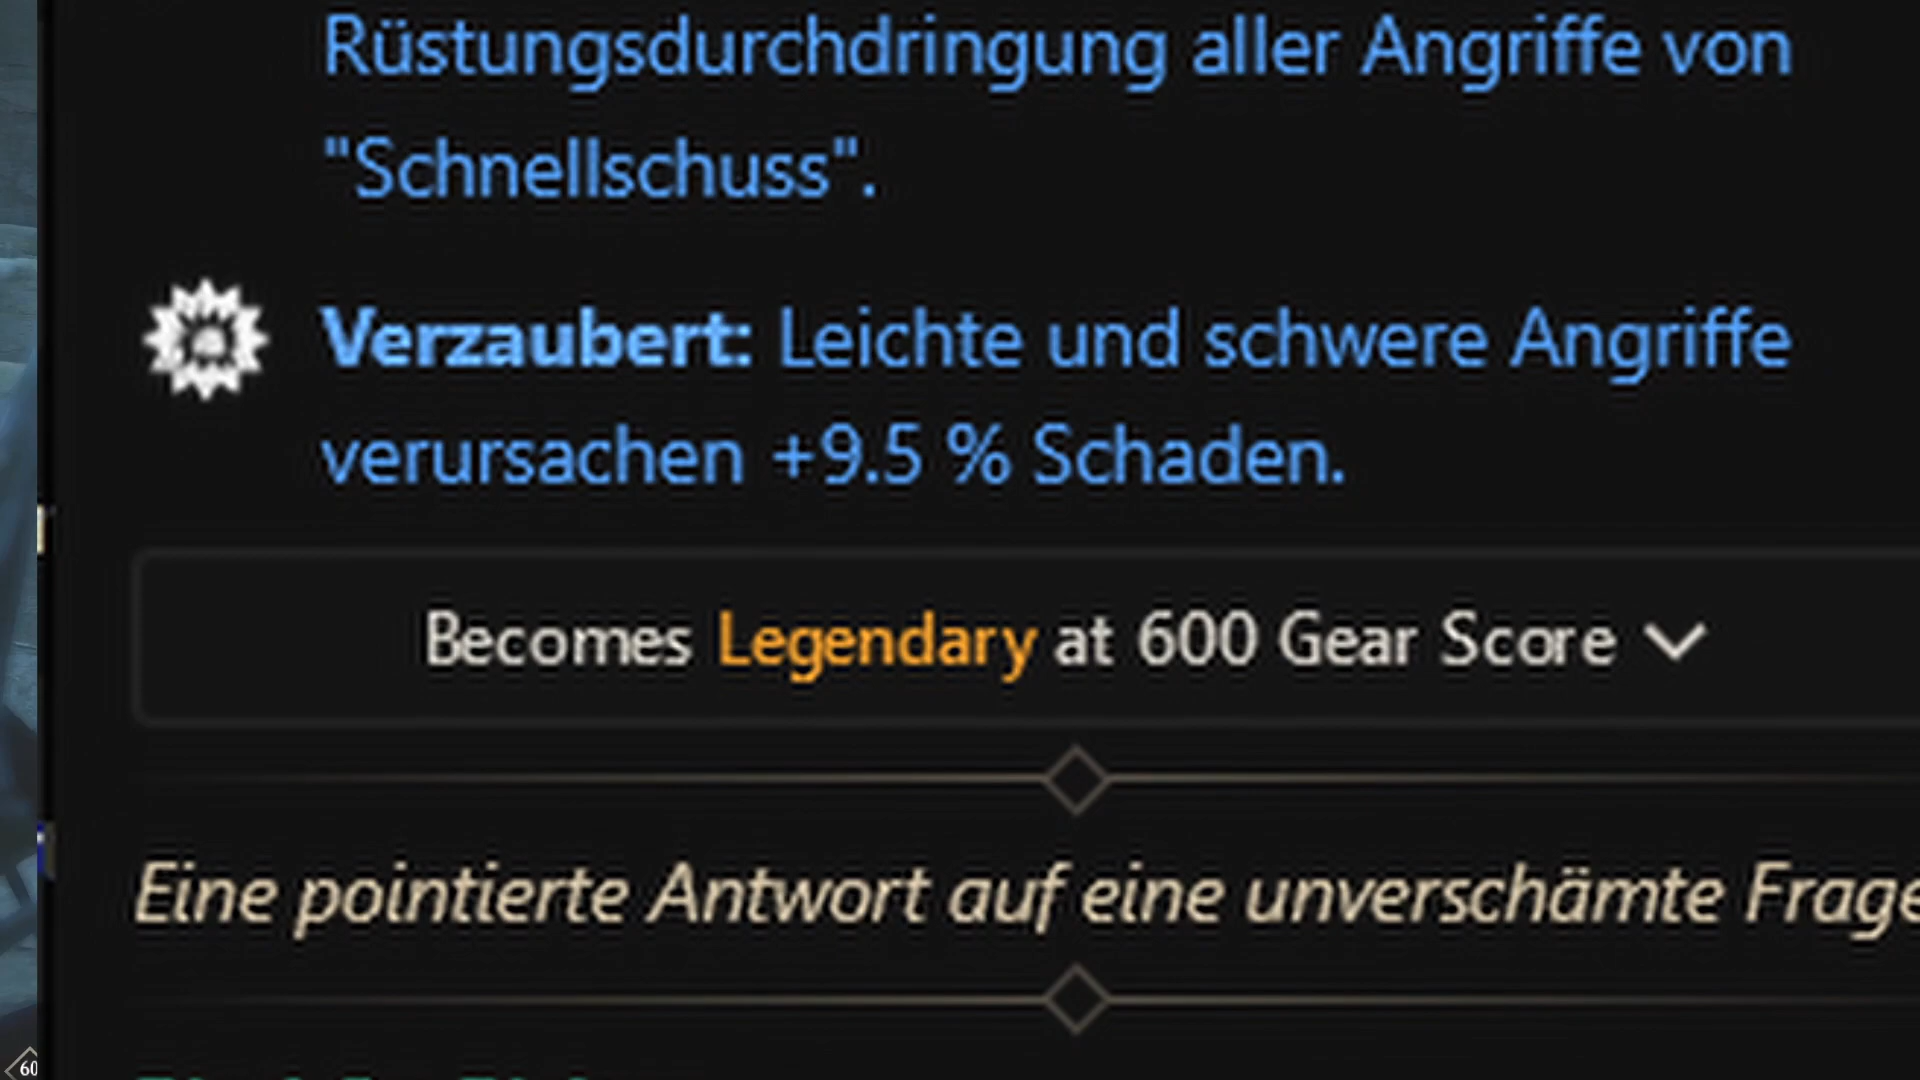 Rüstungsdurchdringung aller Angriffe von
"Schnellschuss".
Verzaubert: Leichte und schwere Angriffe
verursachen +9.5 % Schaden.
Becomes Legendary at 600 Gear Score
Eine pointierte Antwort auf eine unverschämte Frage
60